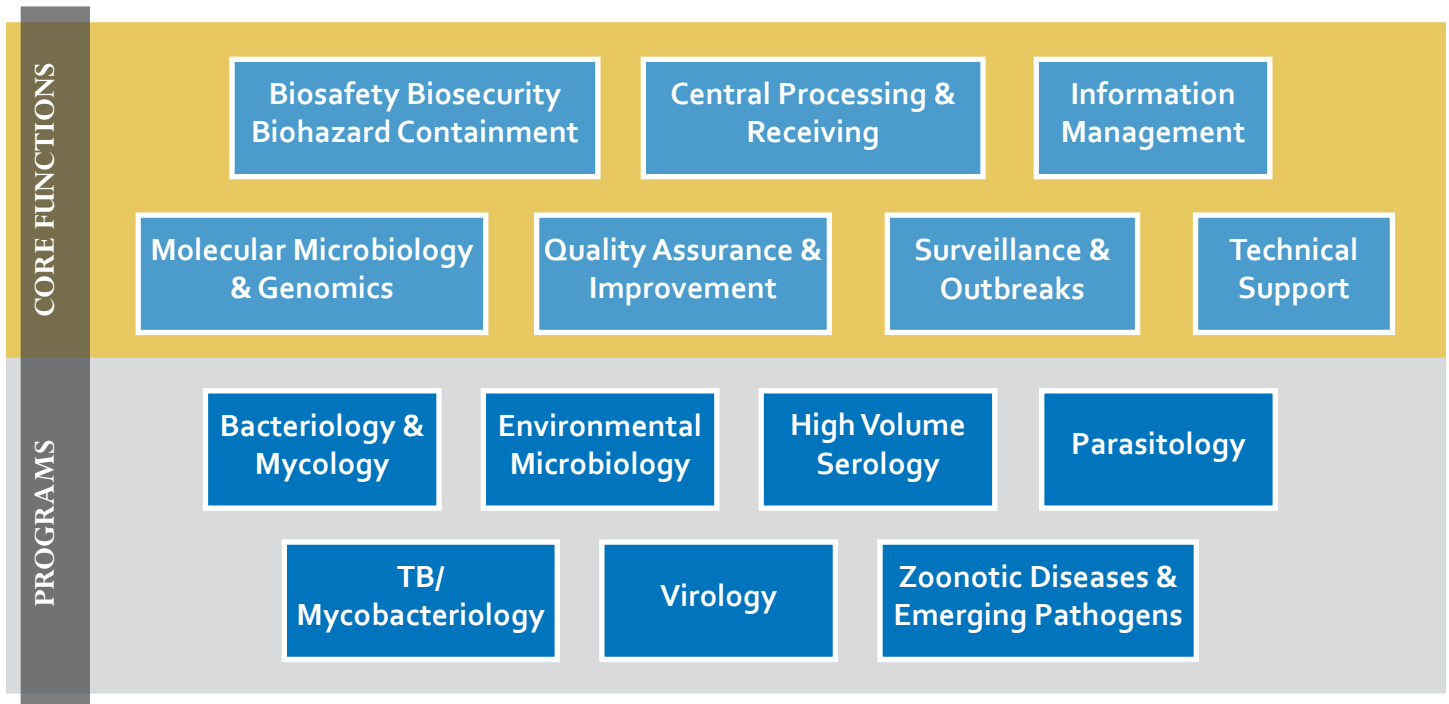 CORE FUNCTIONS
Biosafety Biosecurity
Biohazard Containment
Central Processing &
Receiving
Information
Management
Molecular Microbiology
& Genomics
Quality Assurance &
Improvement
Surveillance &
Outbreaks
Technical
Support
PROGRAMS
Bacteriology &
Mycology
Environmental
Microbiology
High Volume
Serology
Parasitology
TB/
Mycobacteriology
Virology
Zoonotic Diseases &
Emerging Pathogens